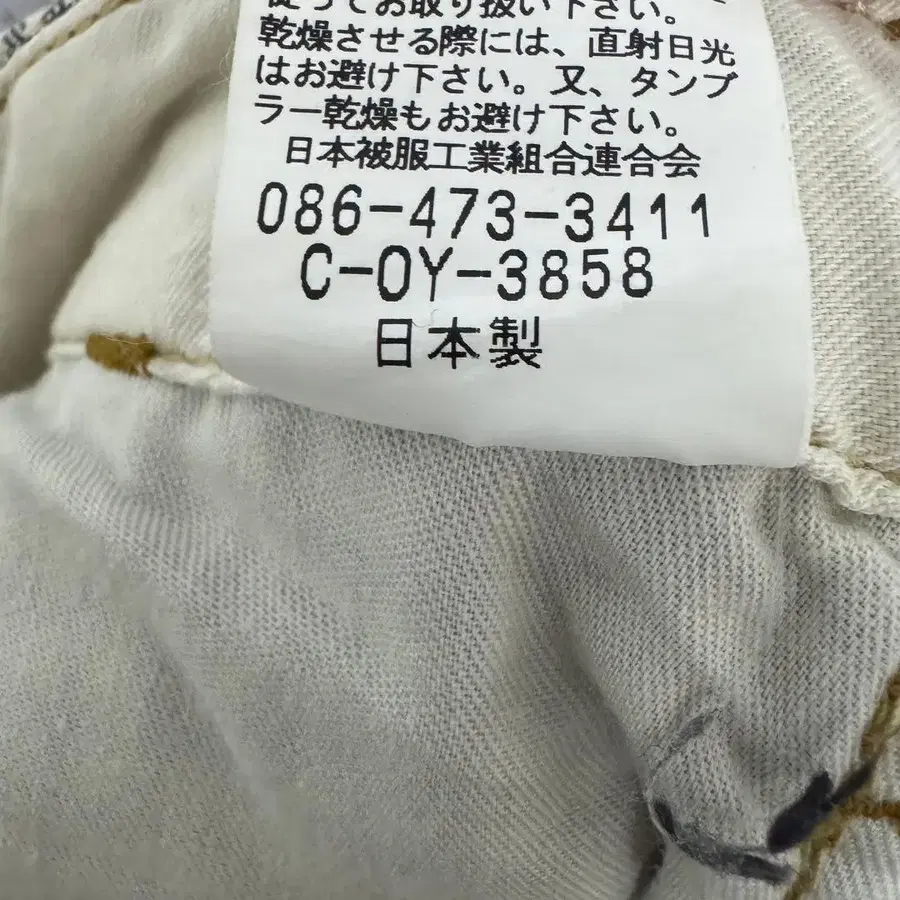 従ってお取り扱い下さい。
乾燥させる際には、直射日光
はお避け下さい。又、タンブ
ラー乾燥もお避け下さい。
日本被服工業組合連合会
086-473-3411
C-OY-3858
日本製